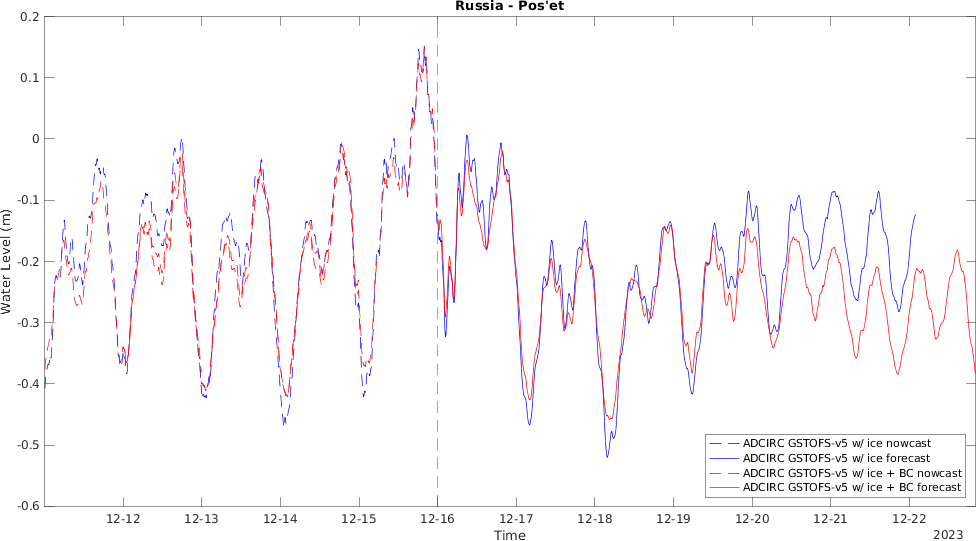 Russia - Pos'et
0.2
0.1
0
-0.1
-0.2
-0.3
-0.4
-0.5
-0.6
Water Level (m)
ADCIRC GSTOFS-v5 w/ ice nowcast
ADCIRC GSTOFS-v5 w/ ice forecast
ADCIRC GSTOFS-v5 w/ ice + BC nowcast
ADCIRC GSTOFS-v5 w/ ice + BC forecast
12-12 12-13 12-14 12-15 12-16 12-17 12-18 12-19 12-20 12-21 12-22
Time
2023